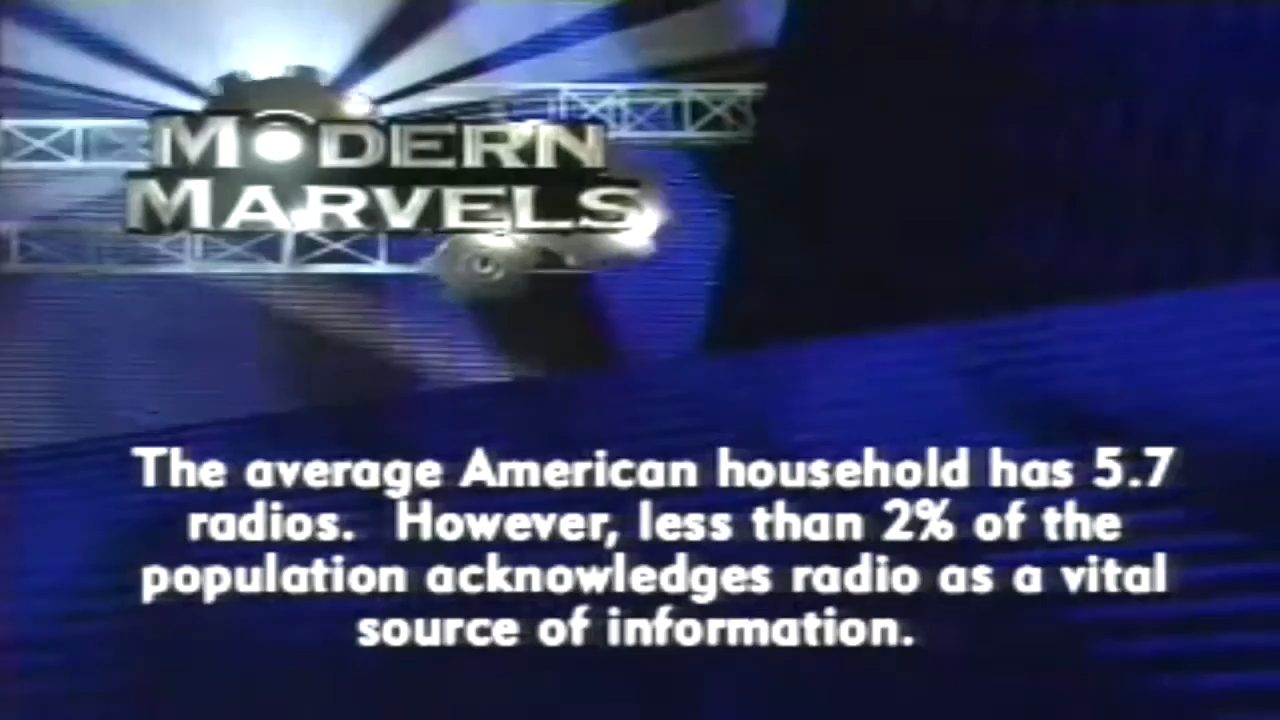 MODERN
MARVELS
The average American household has 5.7
radios. However, less than 2% of the
population acknowledges radio as a vital
source of information.